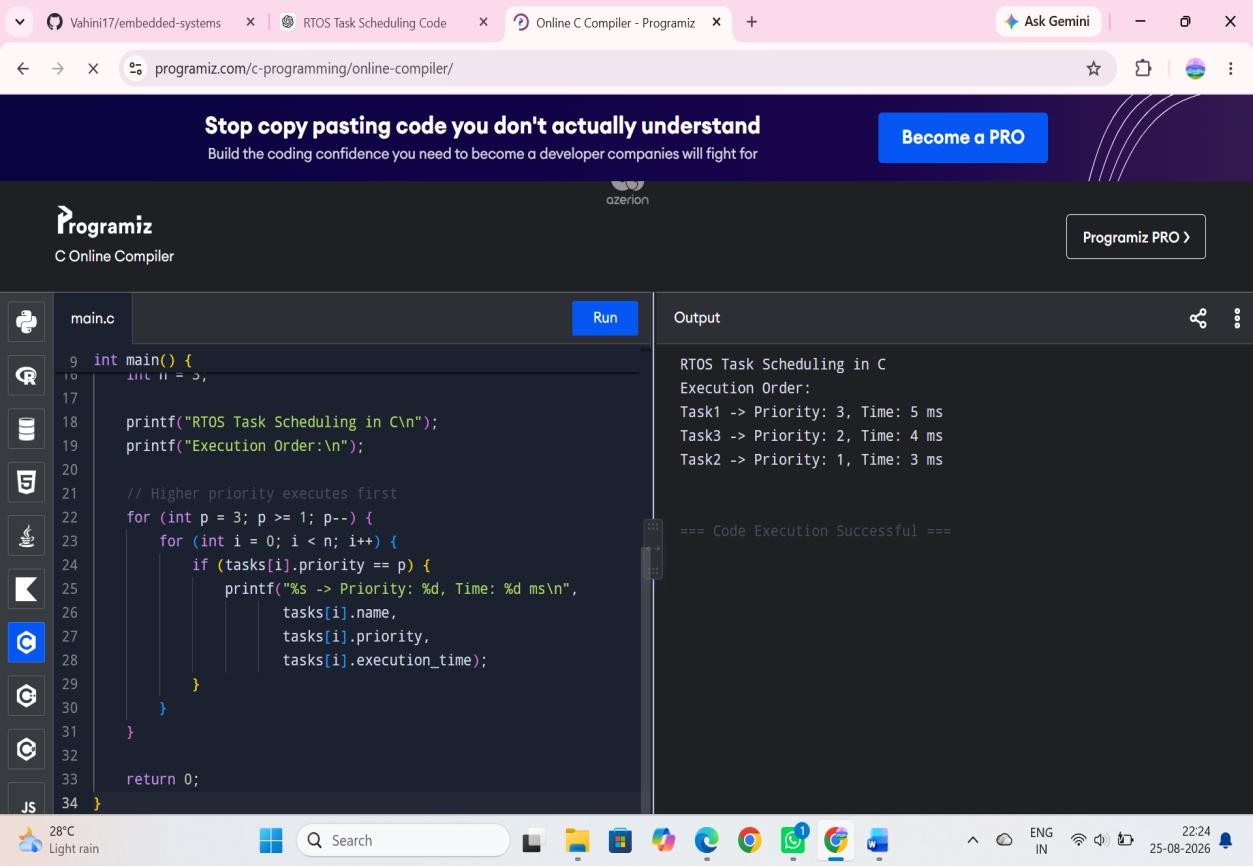 Vahini17/embedded-systems
RTOS Task Scheduling Code
Online C Compiler - Programiz
Ask Gemini
programiz.com/c-programming/online-compiler/
Stop copy pasting code you don't actually understand
Build the coding confidence you need to become a developer companies will fight for
Become a PRO
azerion
Programiz
C Online Compiler
Programiz PRO >
main.c
Run
Output
9 int main() {
16 int n = 3;
17
18 printf("RTOS Task Scheduling in C\n");
19 printf("Execution Order:\n");
20
21 // Higher priority executes first
22 for (int p = 3; p >= 1; p--) {
23 for (int i = 0; i < n; i++) {
24 if (tasks[i].priority == p) {
25 printf("%s -> Priority: %d, Time: %d ms\n",
26 tasks[i].name,
27 tasks[i].priority,
28 tasks[i].execution_time);
29 }
30 }
31 }
32
33 return 0;
34 }
RTOS Task Scheduling in C
Execution Order:
Task1 -> Priority: 3, Time: 5 ms
Task3 -> Priority: 2, Time: 4 ms
Task2 -> Priority: 1, Time: 3 ms
=== Code Execution Successful ===
JS
28°C
Light rain
Search
1
ENG
IN
22:24
25-08-2026